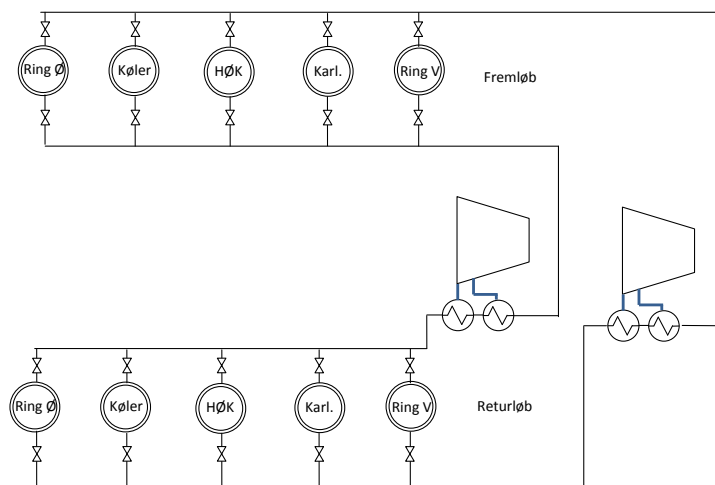 Ring Ø
Køler
HØK
Karl.
Ring V
Fremløb
Ring Ø
Køler
HØK
Karl.
Ring V
Returløb